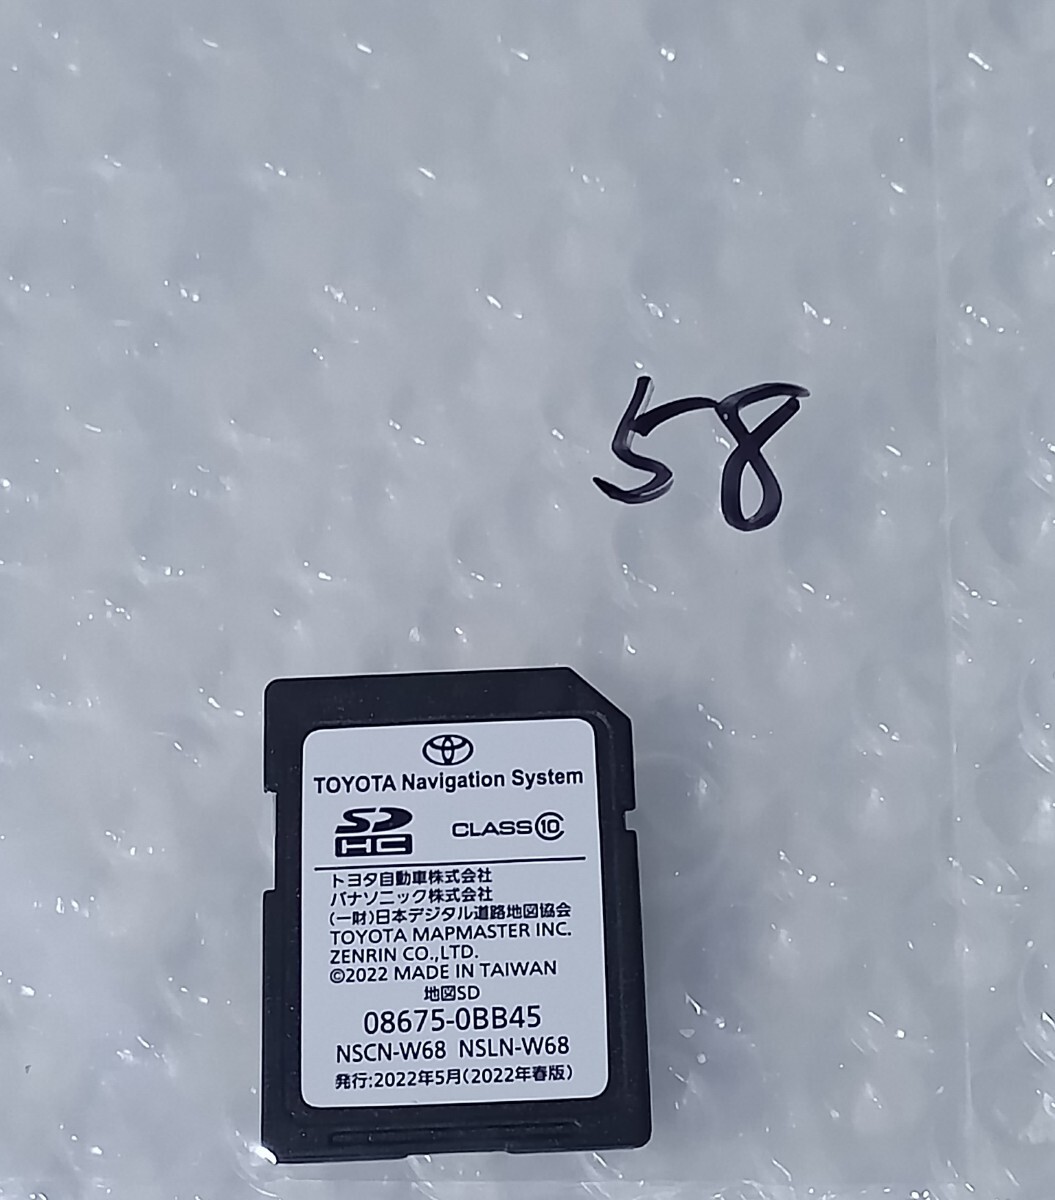 58
TOYOTA Navigation System
SD HC CLASS 10
トヨタ自動車株式会社
パナソニック株式会社
(一財)日本デジタル道路地図協会
TOYOTA MAPMASTER INC.
ZENRIN CO.,LTD.
©2022 MADE IN TAIWAN
地図SD
08675-0BB45
NSCN-W68 NSLN-W68
発行:2022年5月(2022年春版)